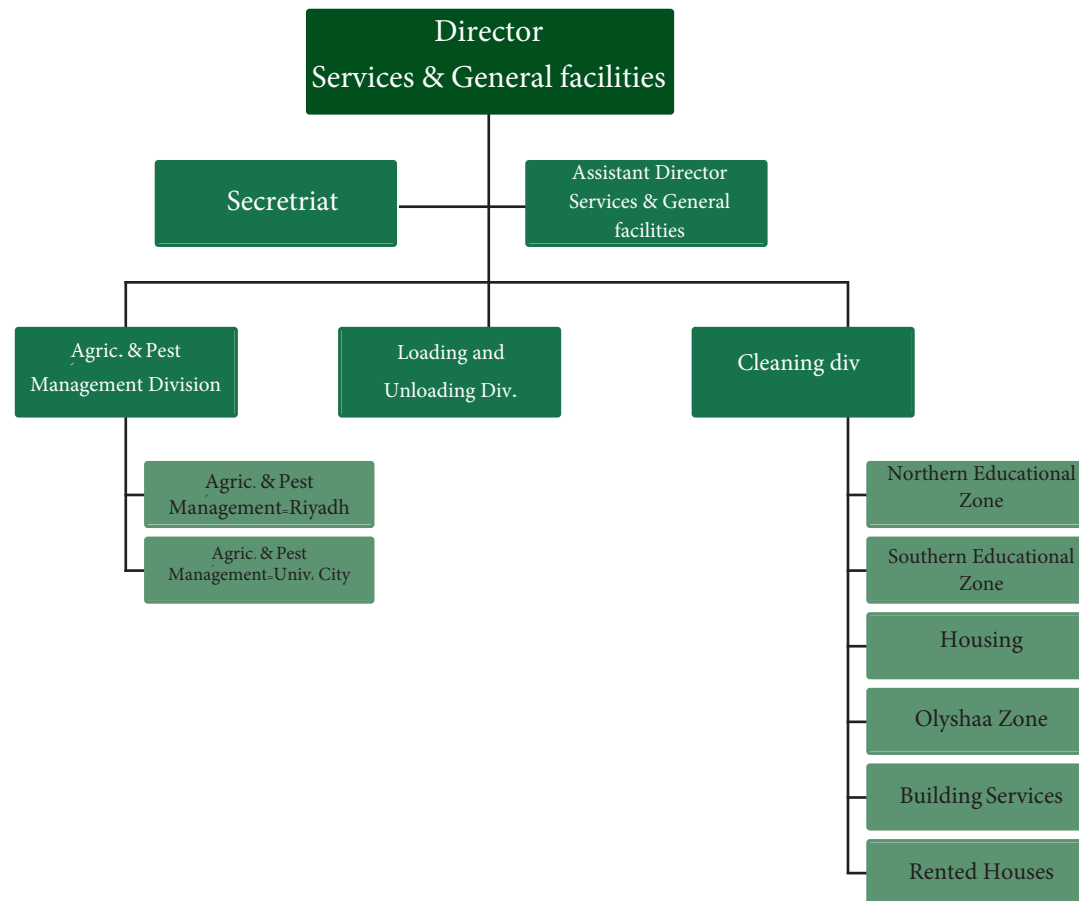 Director
Services & General facilities
Secretriat
Assistant Director
Services & General
facilities
Agric. & Pest
Management Division
Loading and
Unloading Div.
Cleaning div
Agric. & Pest
Management=Riyadh
Agric. & Pest
Management=Univ. City
Northern Educational
Zone
Southern Educational
Zone
Housing
Olyshaa Zone
Building Services
Rented Houses